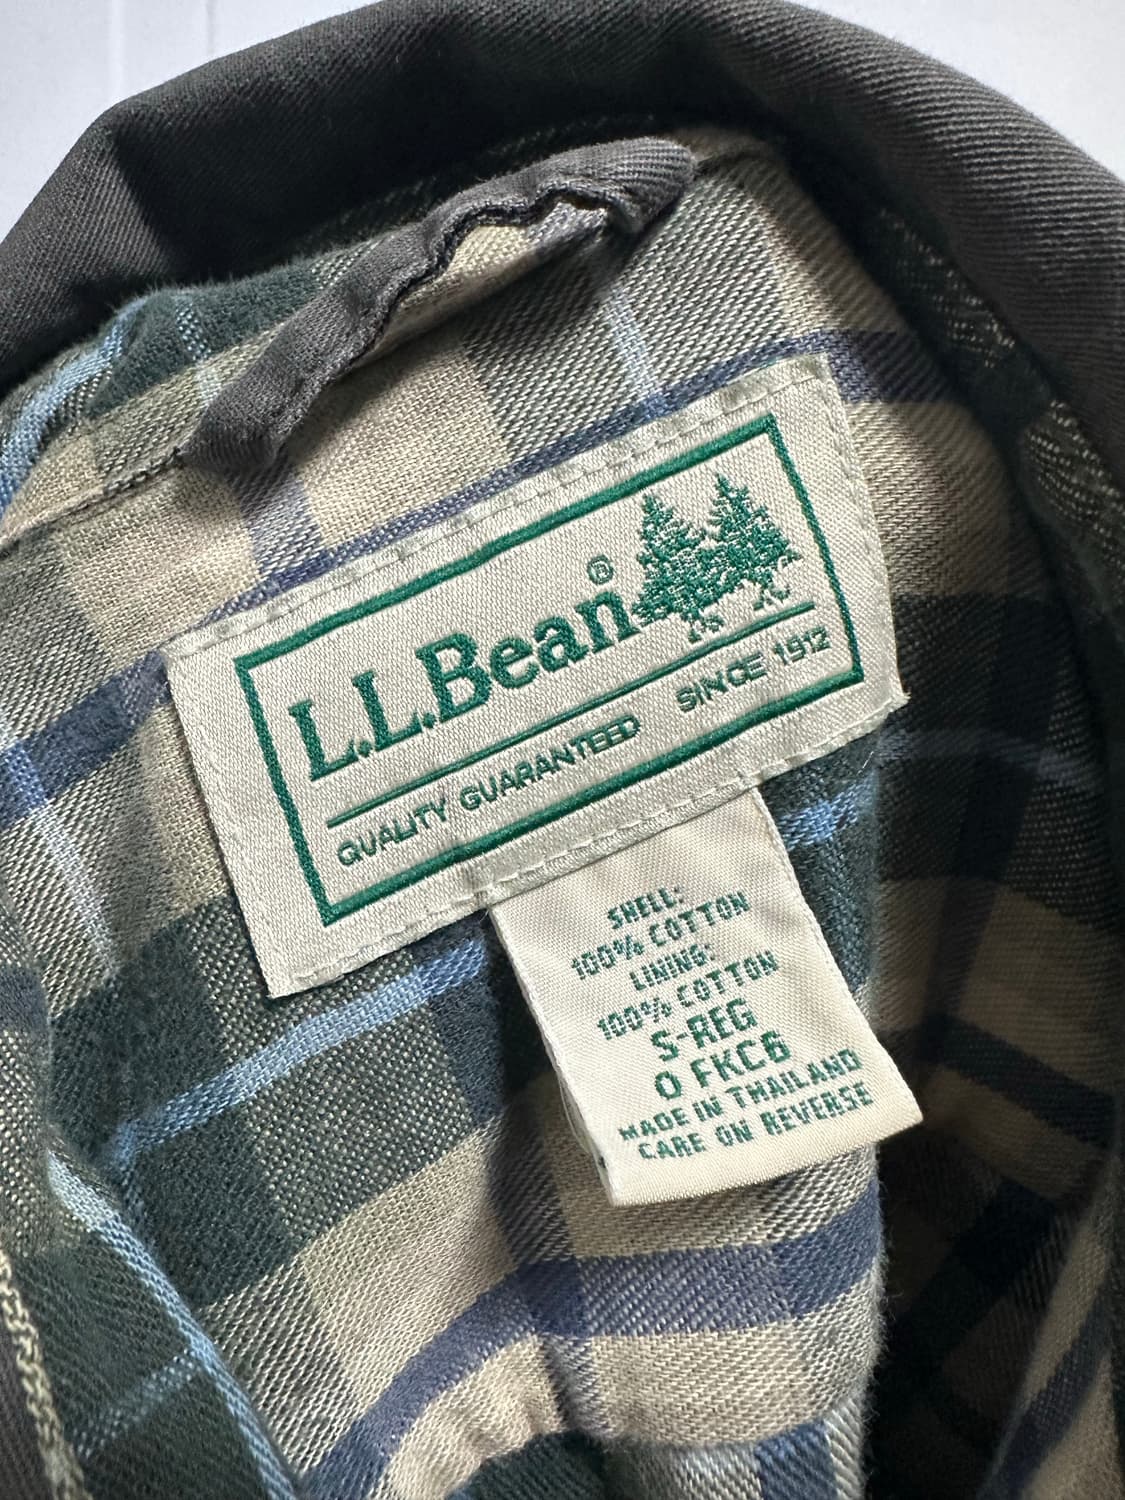 L.L.Bean®
QUALITY GUARANTEED SINCE 1912
SHELL:
100% COTTON
LINING:
100% COTTON
S-REG
0 FKC6
MADE IN THAILAND
CARE ON REVERSE